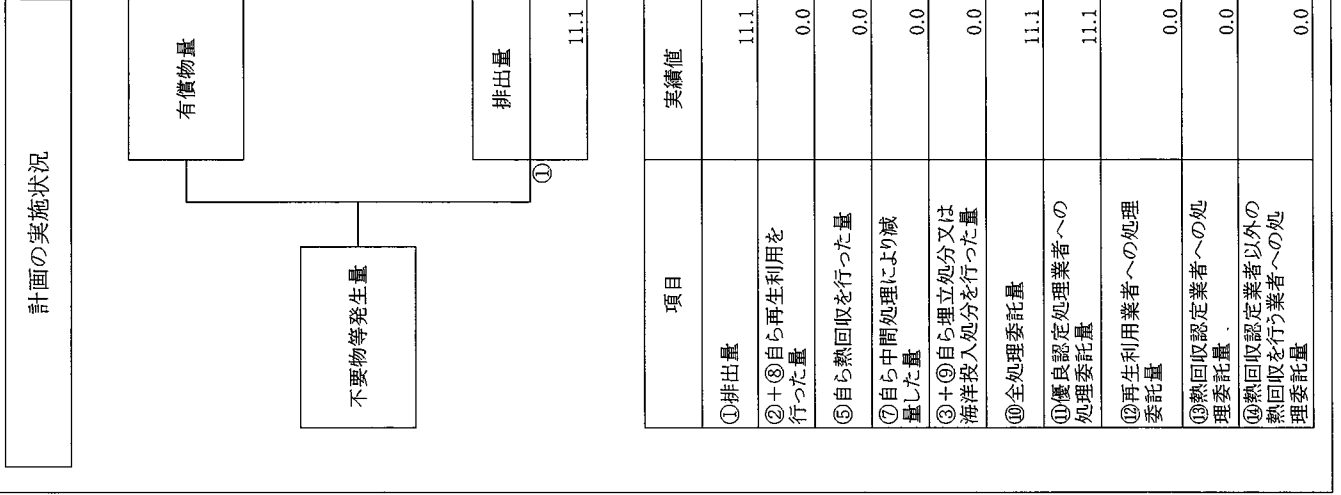 計画の実施状況
有償物量
不要物等発生量
排出量
①
11.1
項目
実績値
①排出量
11.1
②+⑧自ら再生利用を
行った量
0.0
⑤自ら熱回収を行った量
0.0
⑦自ら中間処理により減
量した量
0.0
③+⑨自ら埋立処分又は
海洋投入処分を行った量
0.0
⑩全処理委託量
11.1
⑪優良認定処理業者への
処理委託量
11.1
⑫再生利用業者への処理
委託量
0.0
⑬熱回収認定業者への処
理委託量
0.0
⑭熱回収認定業者以外の
熱回収を行う業者への処
理委託量
0.0